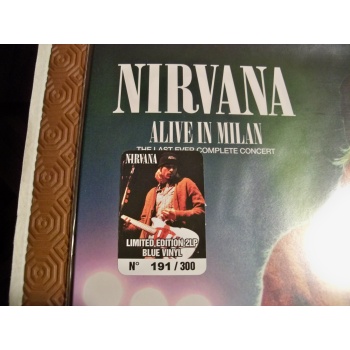 NIRVANA
ALIVE IN MILAN
THE LAST EVER COMPLETE CONCERT
NIRVANA
LIMITED EDITION 2LP
BLUE VINYL
N° 191/300